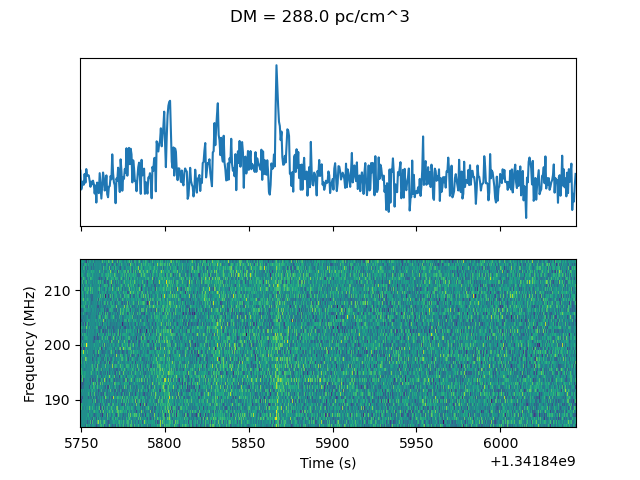 DM = 288.0 pc/cm^3
Frequency (MHz)
210
200
190
5750 5800 5850 5900 5950 6000
Time (s)
+1.34184e9